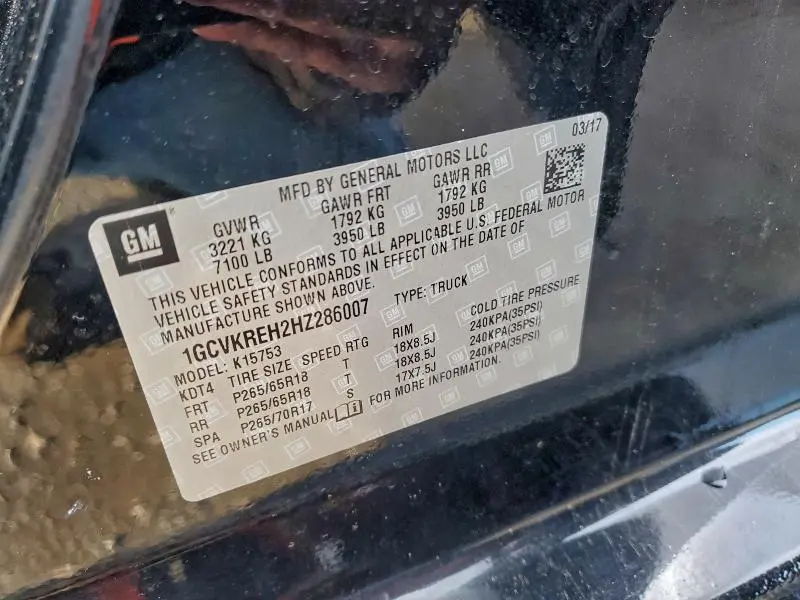 03/17
GM
MFD BY GENERAL MOTORS LLC
GVWR GAWR FRT GAWR RR
3221 KG 1792 KG 1792 KG
7100 LB 3950 LB 3950 LB
THIS VEHICLE CONFORMS TO ALL APPLICABLE U.S. FEDERAL MOTOR
VEHICLE SAFETY STANDARDS IN EFFECT ON THE DATE OF
MANUFACTURE SHOWN ABOVE.
1GCVKREH2HZ286007 TYPE: TRUCK
MODEL: K15753
KDT4 TIRE SIZE SPEED RTG RIM COLD TIRE PRESSURE
FRT P265/65R18 T 18X8.5J 240KPA(35PSI)
RR P265/65R18 T 18X8.5J 240KPA(35PSI)
SPA P265/70R17 S 17X7.5J 240KPA(35PSI)
SEE OWNER'S MANUAL FOR MORE INFORMATION.